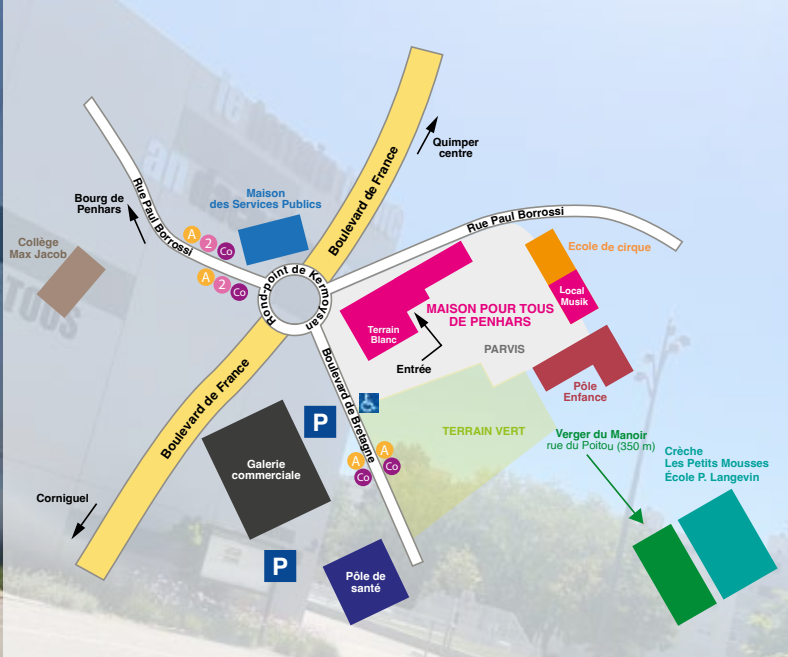 Quimper
centre
Boulevard de France
Bourg de
Penhars
Rue Paul Borrossi
Maison
des Services Publics
Rue Paul Borrossi
A
2
Co
A
2
Co
Collège
Max Jacob
Ecole de cirque
Rond-point de Kermoysan
Local
Musik
MAISON POUR TOUS
DE PENHARS
Terrain
Blanc
PARVIS
Entrée
Pôle
Enfance
Boulevard de France
Boulevard de Bretagne
P
TERRAIN VERT
Verger du Manoir
rue du Poitou (350 m)
A
Co
A
Co
Crèche
Les Petits Mousses
École P. Langevin
Galerie
commerciale
Corniguel
P
Pôle de
santé
TOUS